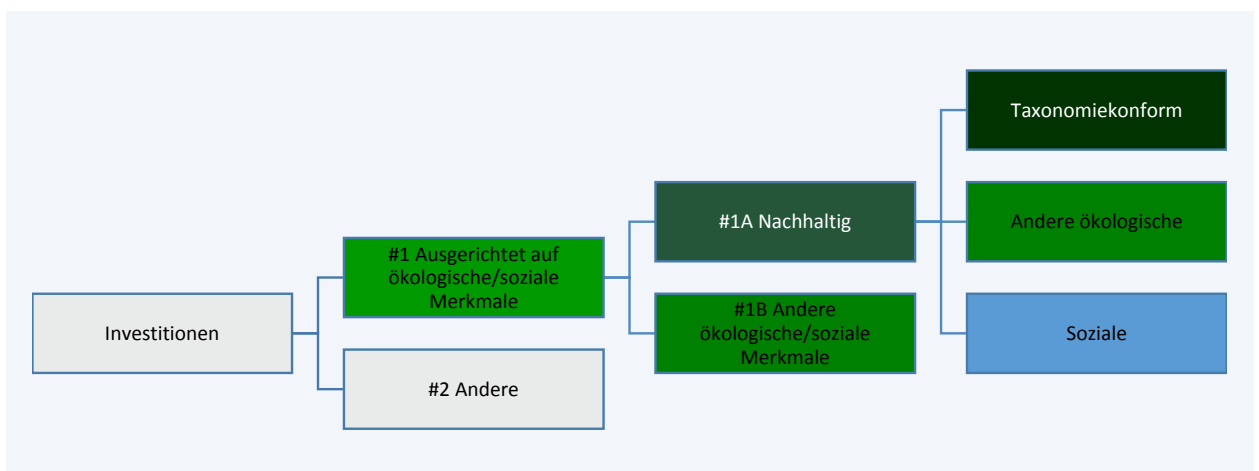 Investitionen
#1 Ausgerichtet auf
ökologische/soziale
Merkmale
#2 Andere
#1A Nachhaltig
#1B Andere
ökologische/soziale
Merkmale
Taxonomiekonform
Andere ökologische
Soziale